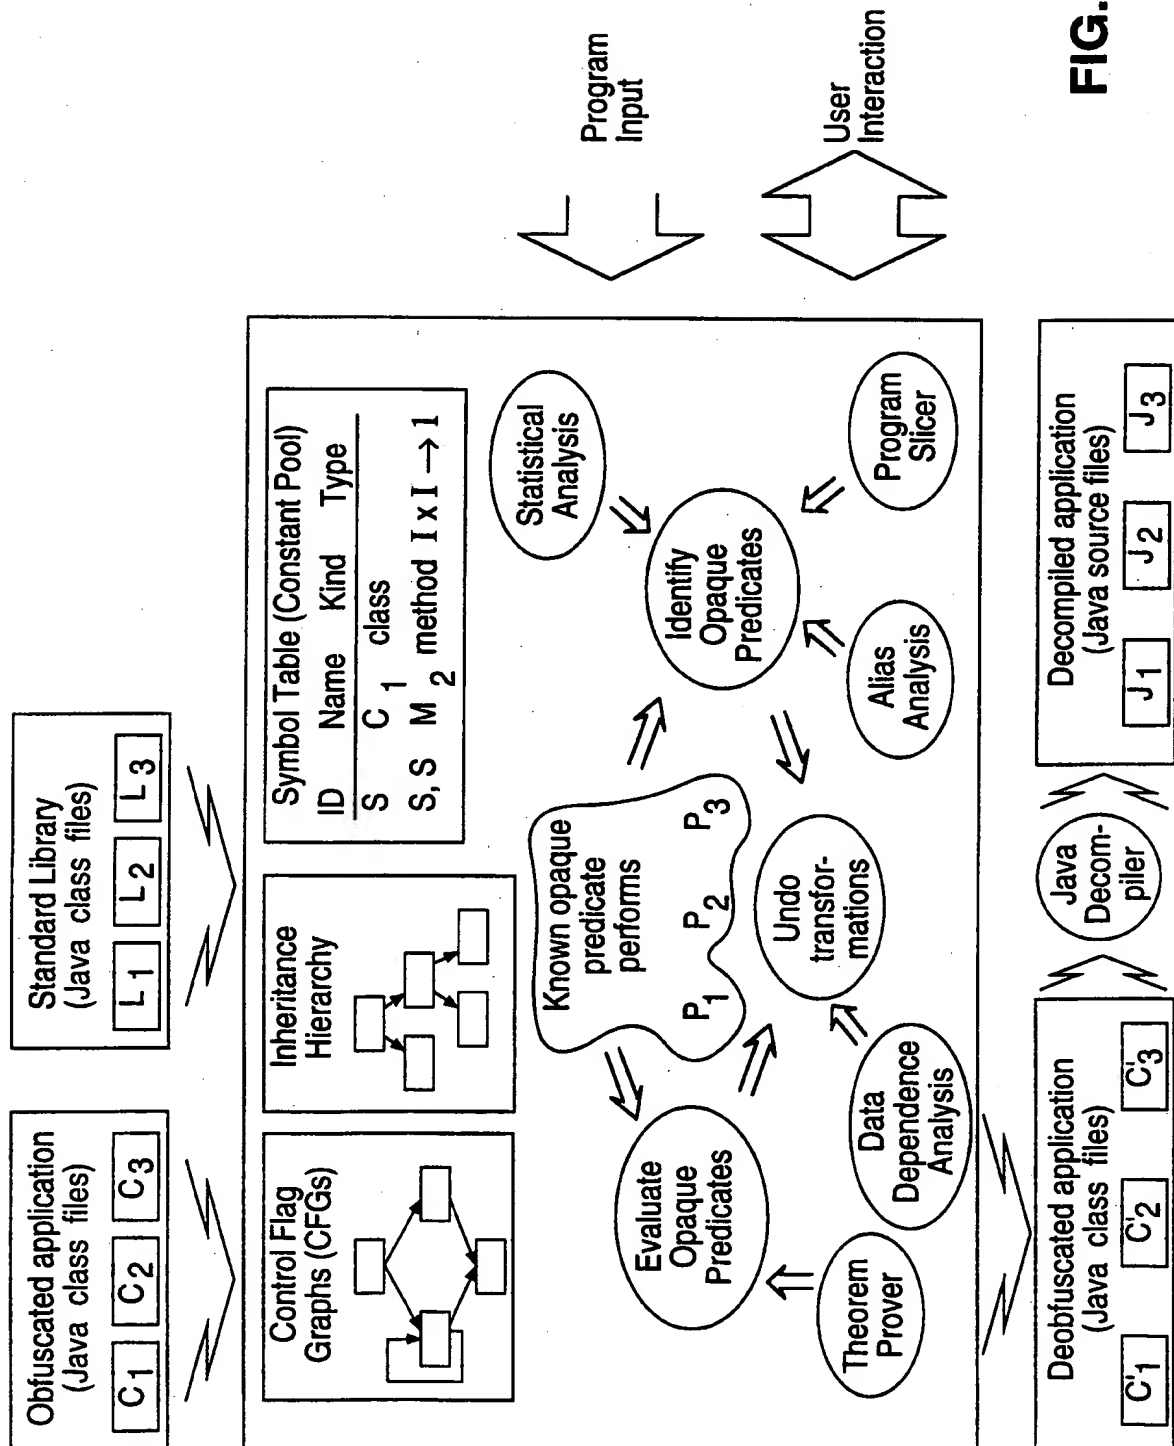 Obfuscated application
(Java class files)
C1 C2 C3
Standard Library
(Java class files)
L1 L2 L3
Control Flag
Graphs (CFGs)
Inheritance
Hierarchy
Symbol Table (Constant Pool)
ID Name Kind Type
S C1 class
S, S M2 method I x I → 1
Program
Input
User
Interaction
Statistical
Analysis
Known opaque
predicate
performs
P1 P2 P3
Evaluate
Opaque
Predicates
Identify
Opaque
Predicates
Undo
transfor-
mations
Theorem
Prover
Data
Dependence
Analysis
Alias
Analysis
Program
Slicer
Deobfuscated application
(Java class files)
C'1 C'2 C'3
Java
Decom-
piler
Decompiled application
(Java source files)
J1 J2 J3
FIG.